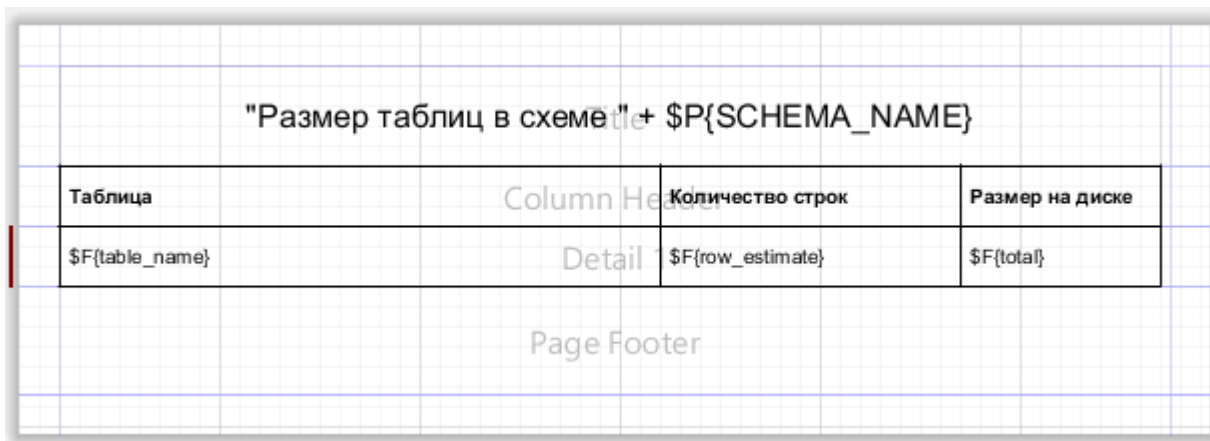 "Размер таблиц в схеме " + $P{SCHEMA_NAME}
Title
Таблица Количество строк Размер на диске
Column Header
$F{table_name} $F{row_estimate} $F{total}
Detail 1
Page Footer